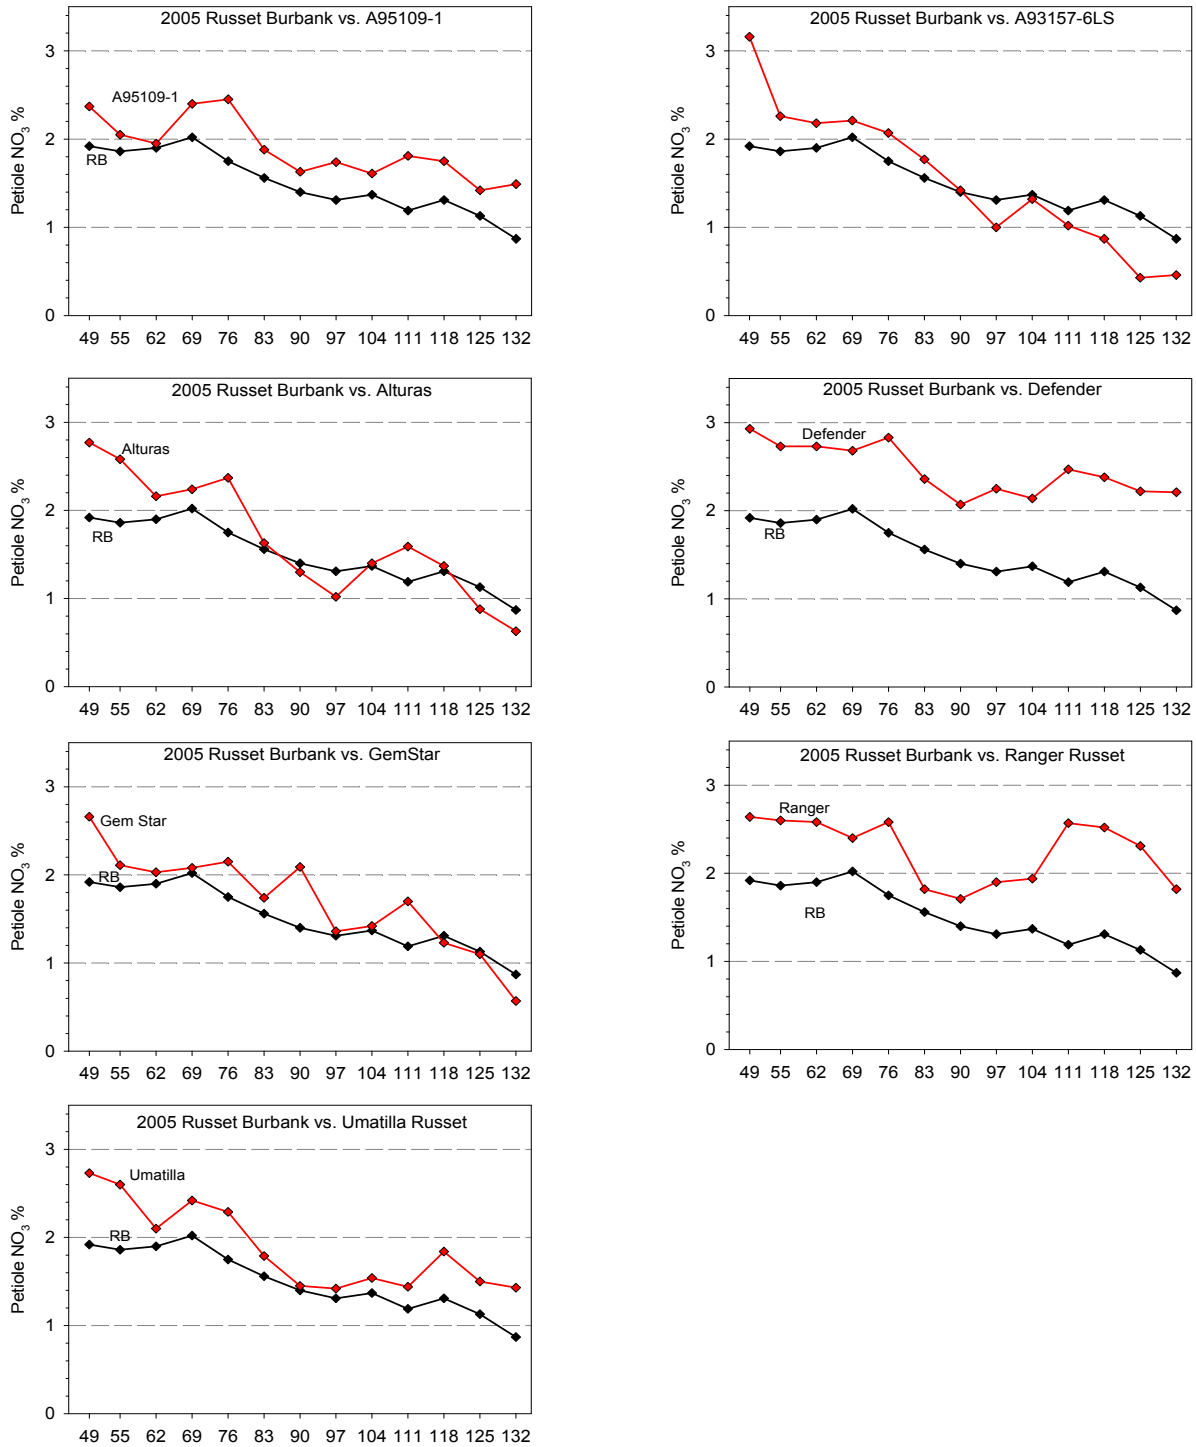 2005 Russet Burbank vs. A95109-1
3
2
1
0
Petiole NO3 %
A95109-1
RB
49 55 62 69 76 83 90 97 104 111 118 125 132
2005 Russet Burbank vs. A93157-6LS
3
2
1
0
Petiole NO3 %
49 55 62 69 76 83 90 97 104 111 118 125 132
2005 Russet Burbank vs. Alturas
3
2
1
0
Petiole NO3 %
Alturas
RB
49 55 62 69 76 83 90 97 104 111 118 125 132
2005 Russet Burbank vs. Defender
3
2
1
0
Petiole NO3 %
Defender
RB
49 55 62 69 76 83 90 97 104 111 118 125 132
2005 Russet Burbank vs. GemStar
3
2
1
0
Petiole NO3 %
Gem Star
RB
49 55 62 69 76 83 90 97 104 111 118 125 132
2005 Russet Burbank vs. Ranger Russet
3
2
1
0
Petiole NO3 %
Ranger
RB
49 55 62 69 76 83 90 97 104 111 118 125 132
2005 Russet Burbank vs. Umatilla Russet
3
2
1
0
Petiole NO3 %
Umatilla
RB
49 55 62 69 76 83 90 97 104 111 118 125 132